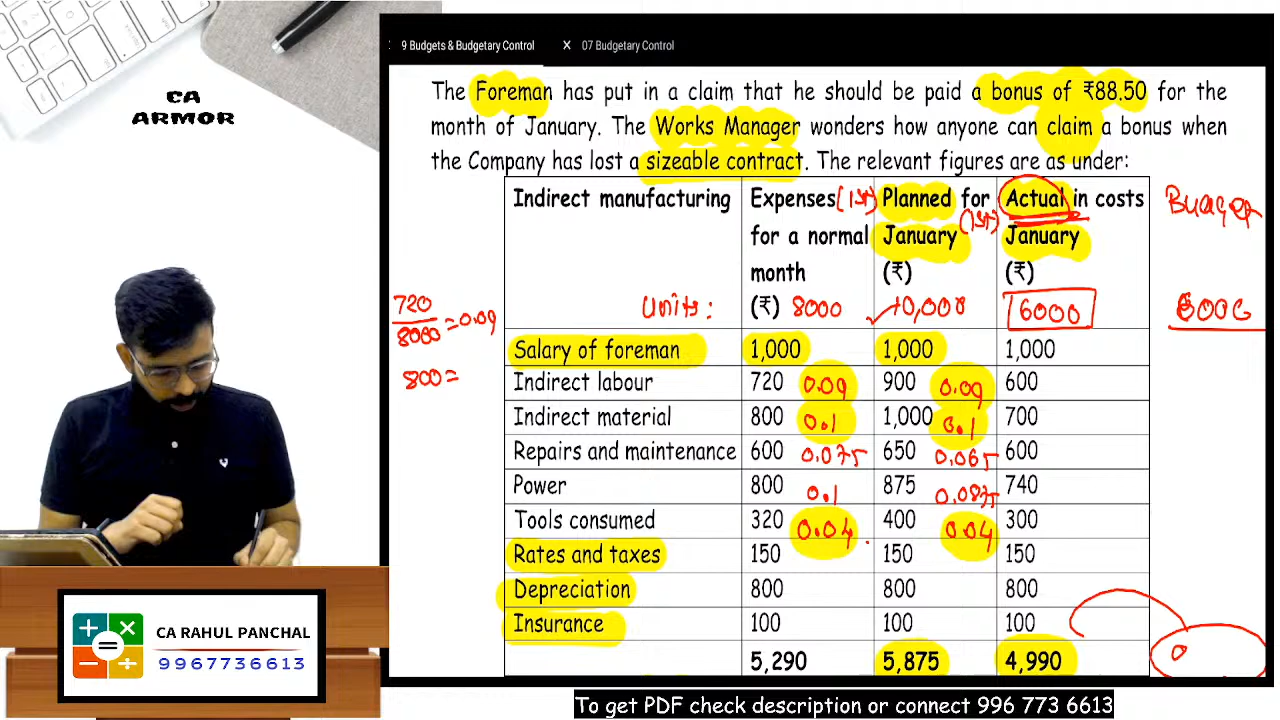 9 Budgets & Budgetary Control X 07 Budgetary Control
CA
ARMOR
The Foreman has put in a claim that he should be paid a bonus of ₹88.50 for the
month of January. The Works Manager wonders how anyone can claim a bonus when
the Company has lost a sizeable contract. The relevant figures are as under:
Indirect manufacturing Expenses (1st) Planned for Actual in costs
for a normal January (1st) January
month (₹) (₹)
Units: (₹) 8000 10,000 6000 6000
720/8000 = 0.09
800=
Salary of foreman 1,000 1,000 1,000
Indirect labour 720 0.09 900 0.09 600
Indirect material 800 0.1 1,000 0.1 700
Repairs and maintenance 600 0.075 650 0.065 600
Power 800 0.1 875 0.0875 740
Tools consumed 320 0.04 400 0.04 300
Rates and taxes 150 150 150
Depreciation 800 800 800
Insurance 100 100 100
5,290 5,875 4,990
CA RAHUL PANCHAL
9967736613
To get PDF check description or connect 996 773 6613